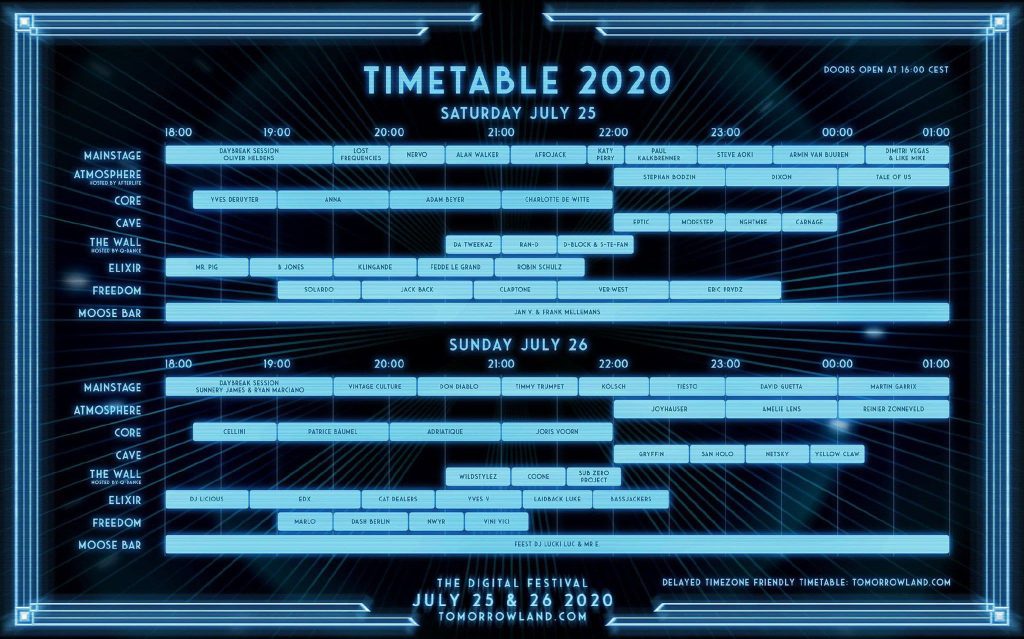 TIMETABLE 2020
DOORS OPEN AT 16:00 CEST
SATURDAY JULY 25
18:00 19:00 20:00 21:00 22:00 23:00 00:00 01:00
MAINSTAGE DAYBREAK SESSION OLIVER HELDENS LOST FREQUENCIES NERVO ALAN WALKER AFROJACK KATY PERRY PAUL KALKBRENNER STEVE AOKI ARMIN VAN BUUREN DIMITRI VEGAS & LIKE MIKE
ATMOSPHERE STEPHAN BODZIN DIXON TALE OF US
HOSTED BY AFTERLIFE
CORE YVES DERUYTER ANNA ADAM BEYER CHARLOTTE DE WITTE
CAVE EPTIC MODESTEP NGHTMRE CARNAGE
THE WALL DA TWEEKAZ RAN-D D-BLOCK & S-TE-FAN
HOSTED BY Q-DANCE
ELIXIR MR. PIG B JONES KLINGANDE FEDDE LE GRAND ROBIN SCHULZ
FREEDOM SOLARDO JACK BACK CLAPTONE VER:WEST ERIC PRYDZ
MOOSE BAR JAN V. & FRANK MELLEMANS
SUNDAY JULY 26
18:00 19:00 20:00 21:00 22:00 23:00 00:00 01:00
MAINSTAGE DAYBREAK SESSION SUNNERY JAMES & RYAN MARCIANO VINTAGE CULTURE DON DIABLO TIMMY TRUMPET KÖLSCH TIËSTO DAVID GUETTA MARTIN GARRIX
ATMOSPHERE JOYHAUSER AMELIE LENS REINIER ZONNEVELD
CORE CELLINI PATRICE BÄUMEL ADRIATIQUE JORIS VOORN
CAVE GRYFFIN SAN HOLO NETSKY YELLOW CLAW
THE WALL WILDSTYLEZ COONE SUB ZERO PROJECT
HOSTED BY Q-DANCE
ELIXIR DJ LICIOUS EDX CAT DEALERS YVES V LAIDBACK LUKE BASSJACKERS
FREEDOM MARLO DASH BERLIN NWYR VINI VICI
MOOSE BAR FEEST DJ LUCKI LUC & MR E.
THE DIGITAL FESTIVAL
DELAYED TIMEZONE FRIENDLY TIMETABLE: TOMORROWLAND.COM
JULY 25 & 26 2020
TOMORROWLAND.COM